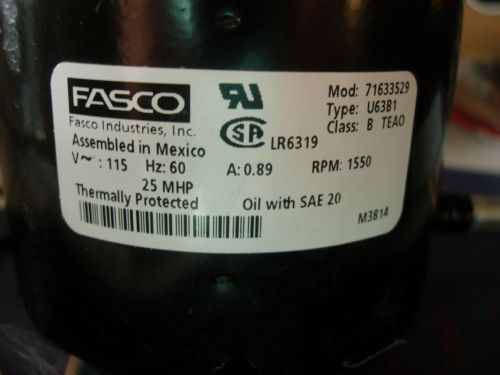 FASCO
Fasco Industries, Inc.
Assembled in Mexico
V~: 115 Hz: 60 A: 0.89 RPM: 1550
25 MHP
Thermally Protected Oil with SAE 20
LR6319
Mod: 71633529
Type: U63B1
Class: B TEAO
M3814